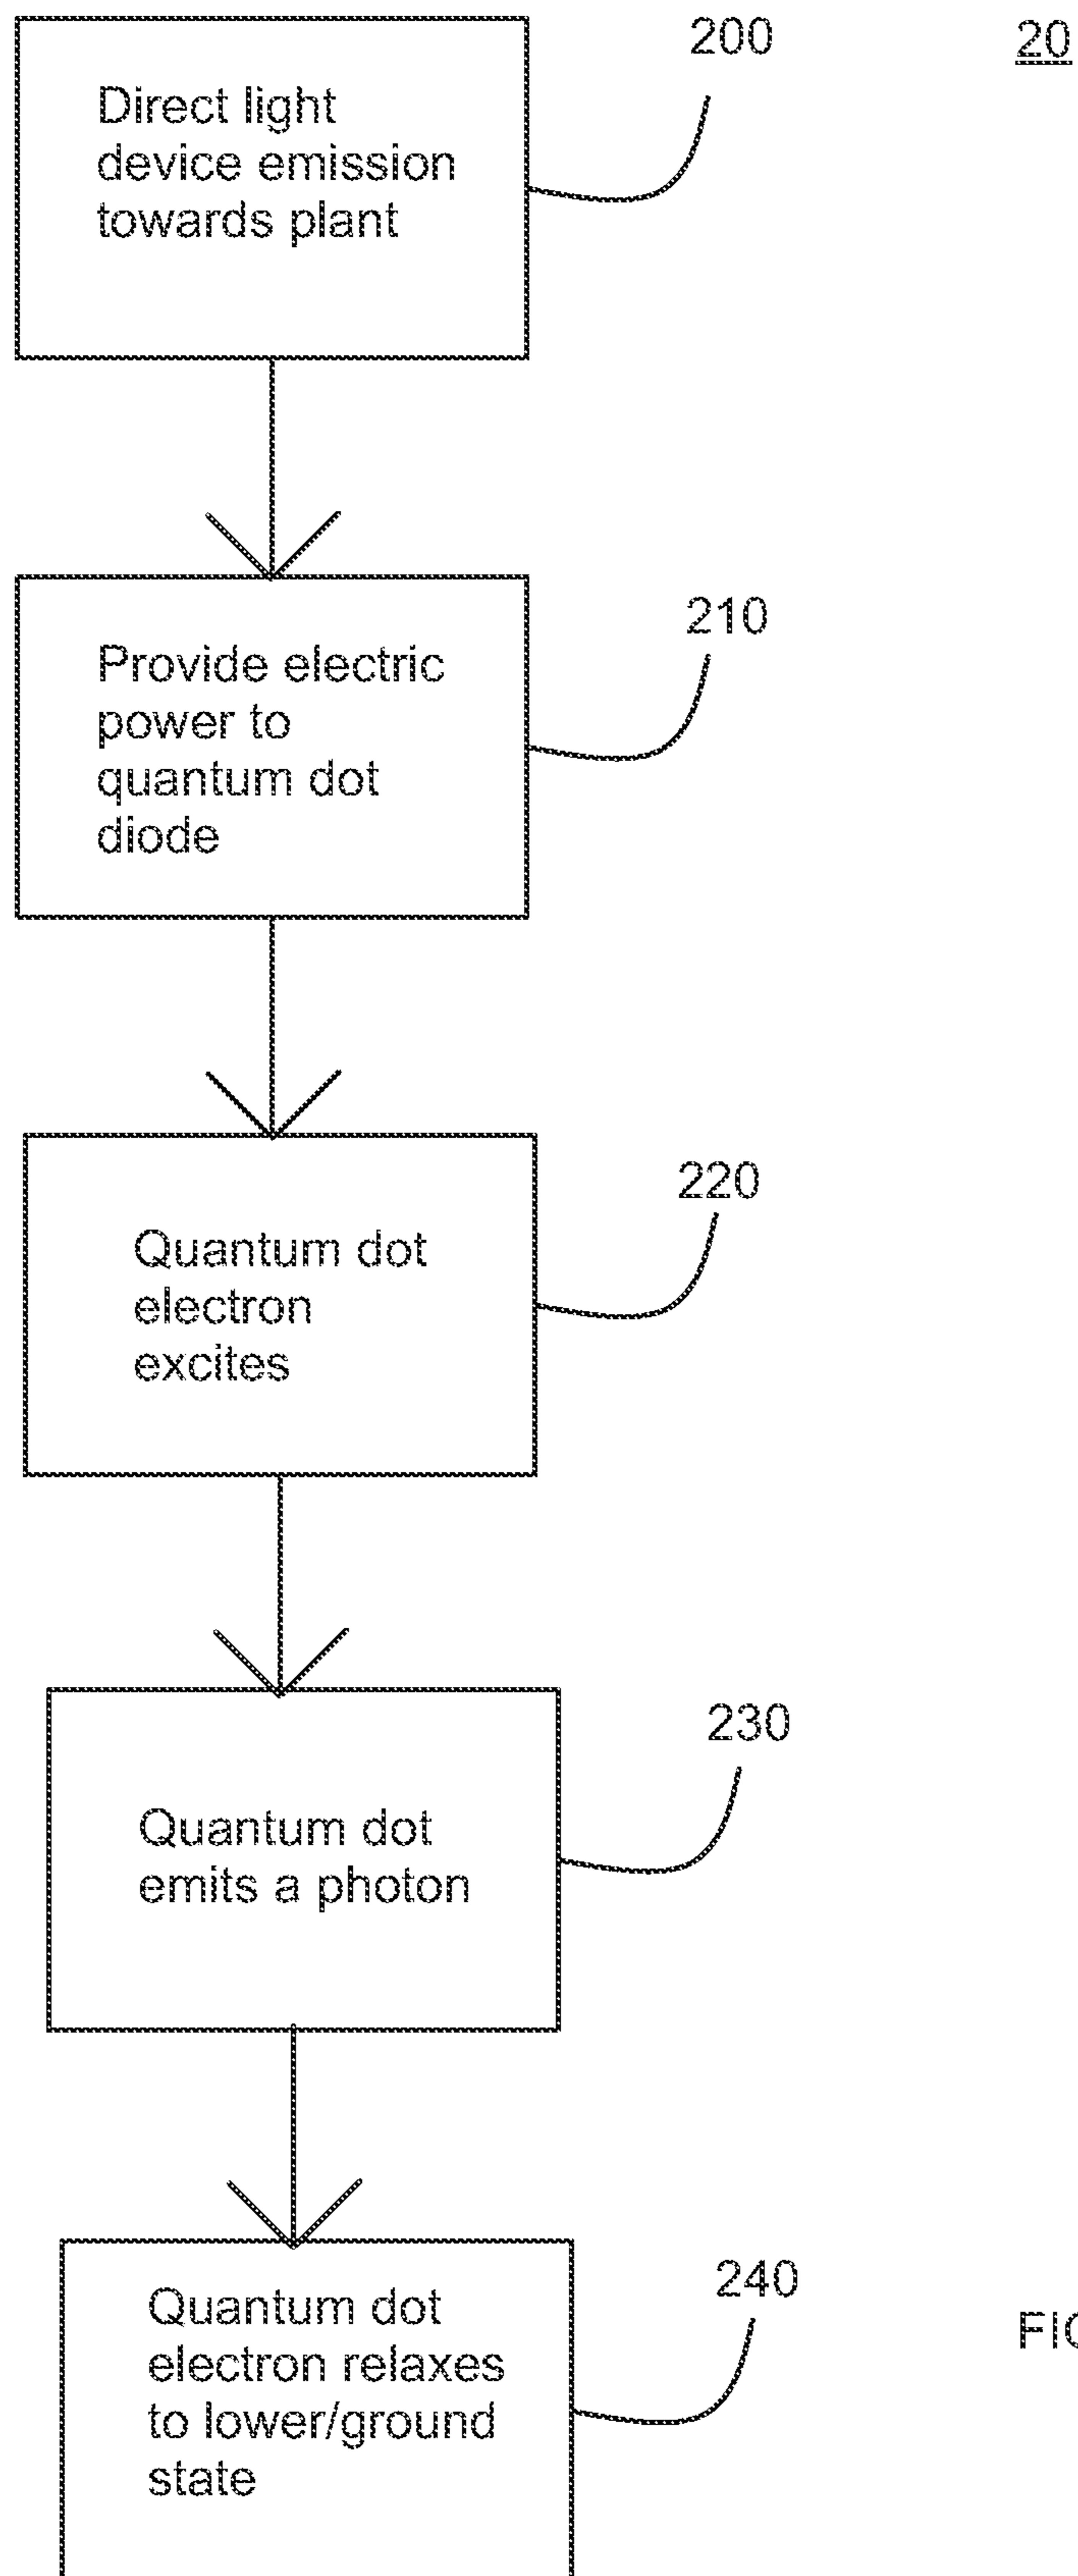 200
20
Direct light
device emission
towards plant
210
Provide electric
power to
quantum dot
diode
220
Quantum dot
electron
excites
230
Quantum dot
emits a photon
240
Quantum dot
electron relaxes
to lower/ground
state